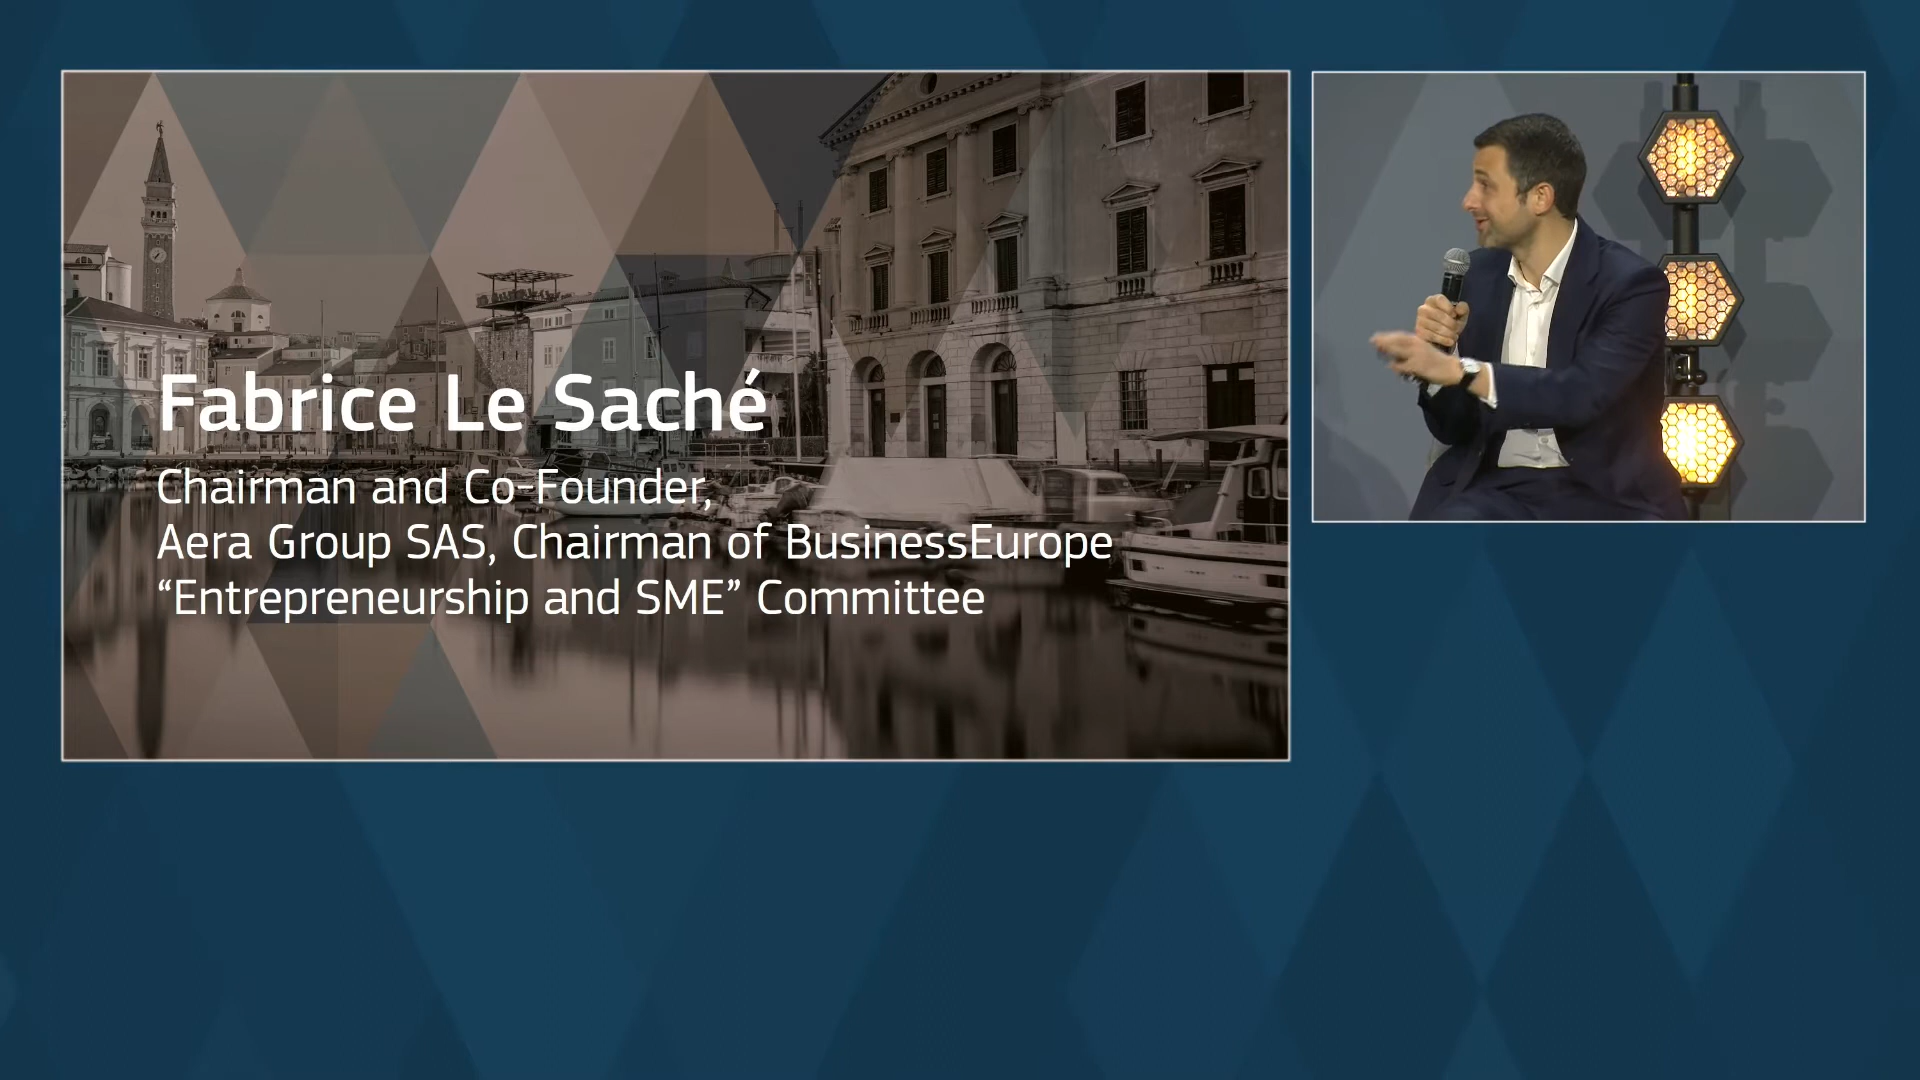 Fabrice Le Saché
Chairman and Co-Founder,
Aera Group SAS, Chairman of BusinessEurope
“Entrepreneurship and SME” Committee